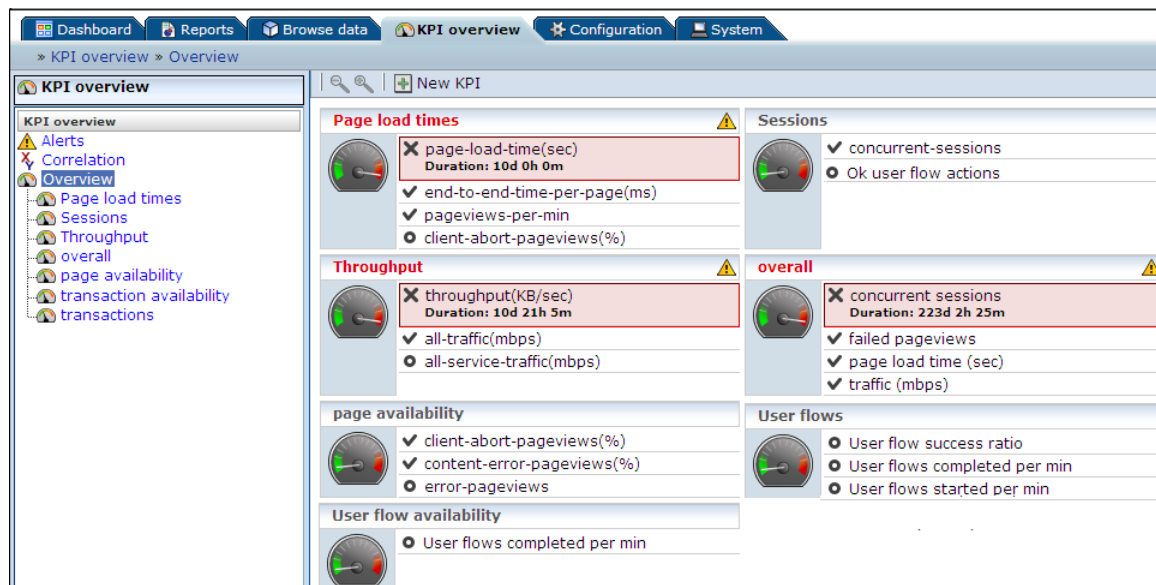 Dashboard Reports Browse data KPI overview Configuration System
» KPI overview » Overview
KPI overview
KPI overview
Alerts
Correlation
Overview
Page load times
Sessions
Throughput
overall
page availability
transaction availability
transactions
New KPI
Page load times
page-load-time(sec)
Duration: 10d 0h 0m
end-to-end-time-per-page(ms)
pageviews-per-min
client-abort-pageviews(%)
Sessions
concurrent-sessions
Ok user flow actions
Throughput
throughput(KB/sec)
Duration: 10d 21h 5m
all-traffic(mbps)
all-service-traffic(mbps)
overall
concurrent sessions
Duration: 223d 2h 25m
failed pageviews
page load time (sec)
traffic (mbps)
page availability
client-abort-pageviews(%)
content-error-pageviews(%)
error-pageviews
User flows
User flow success ratio
User flows completed per min
User flows started per min
User flow availability
User flows completed per min